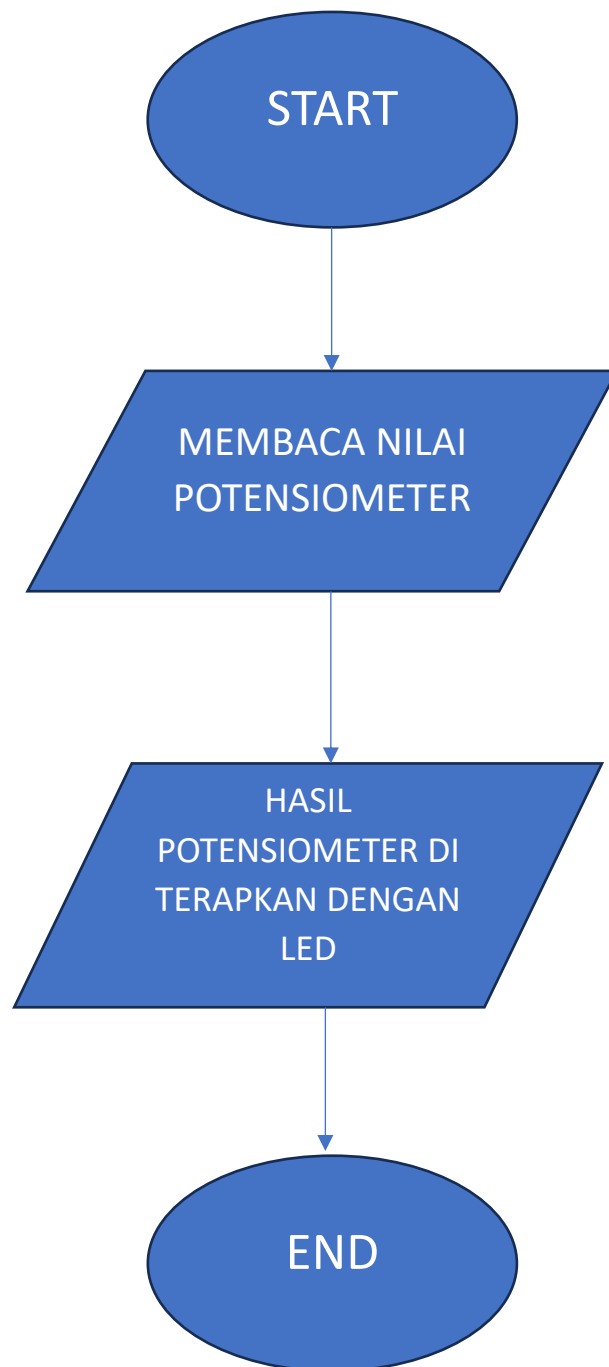 START
MEMBACA NILAI
POTENSIOMETER
HASIL
POTENSIOMETER DI
TERAPKAN DENGAN
LED
END